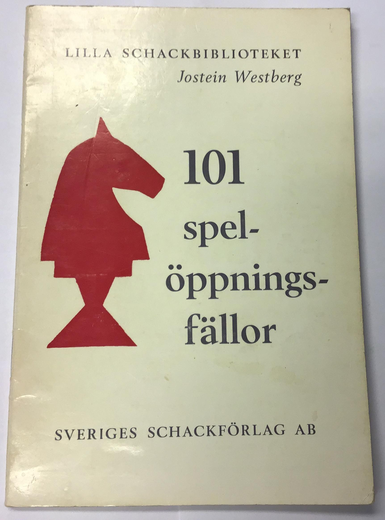 LILLA SCHACKBIBLIOTEKET
Jostein Westberg
101
spel-
öppnings-
fällor
SVERIGES SCHACKFÖRLAG AB